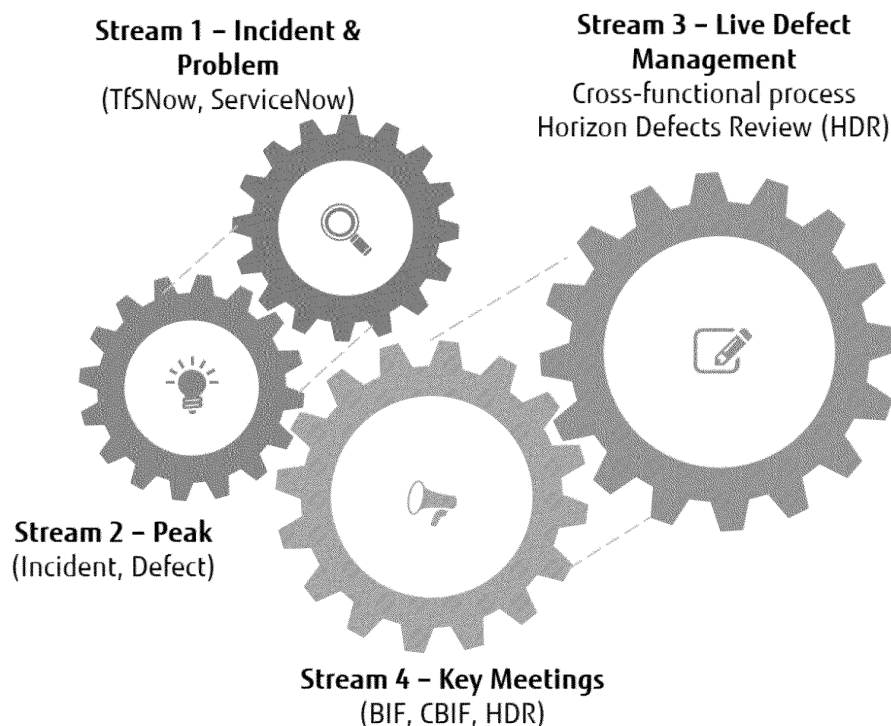 Stream 1 – Incident &
Problem
(TfSNow, ServiceNow)
Stream 3 – Live Defect
Management
Cross-functional process
Horizon Defects Review (HDR)
Stream 2 – Peak
(Incident, Defect)
Stream 4 – Key Meetings
(BIF, CBIF, HDR)